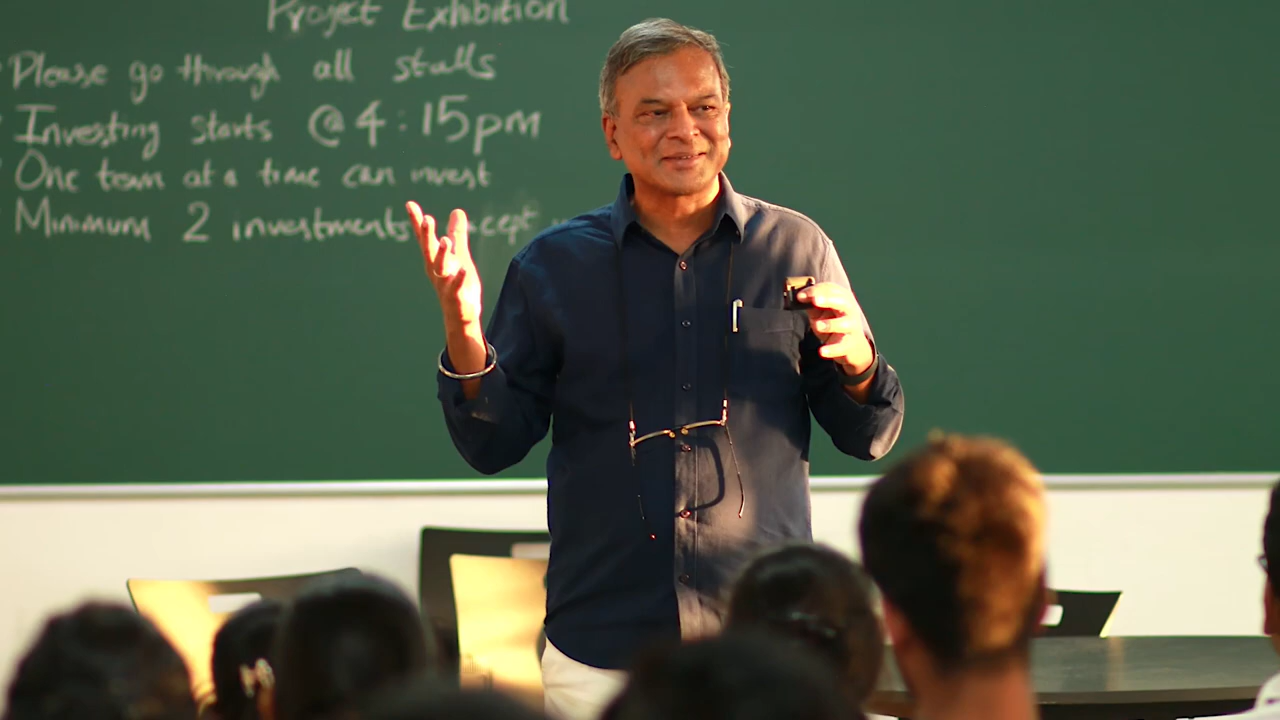 Project Exhibition
Please go through all stalls
Investing starts @ 4:15pm
One team at a time can invest
Minimum 2 investments